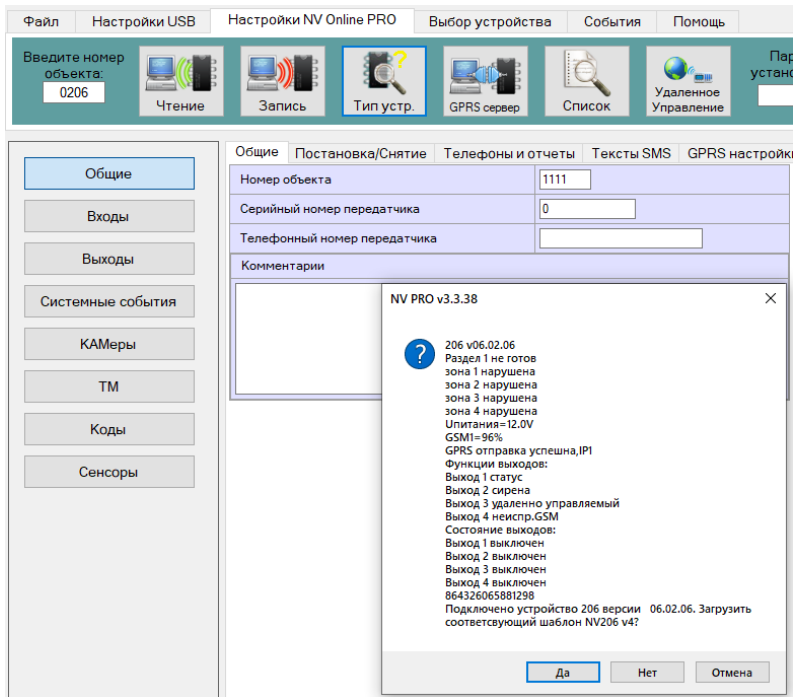 Файл Настройки USB Настройки NV Online PRO Выбор устройства События Помощь
Введите номер
объекта:
0206
Чтение
Запись
Тип устр.
GPRS сервер
Список
Удаленное
Управление
Общие
Входы
Выходы
Системные события
КАМеры
ТМ
Коды
Сенсоры
Общие Постановка/Снятие Телефоны и отчеты Тексты SMS GPRS
Номер объекта 1111
Серийный номер передатчика 0
Телефонный номер передатчика
Комментарии
NV PRO v3.3.38
206 v06.02.06
Раздел 1 не готов
зона 1 нарушена
зона 2 нарушена
зона 3 нарушена
зона 4 нарушена
Uпитания=12.0V
GSM1=96%
GPRS отправка успешна,IP1
Функции выходов:
Выход 1 статус
Выход 2 сирена
Выход 3 удаленно управляемый
Выход 4 неиспр.GSM
Состояние выходов:
Выход 1 выключен
Выход 2 выключен
Выход 3 выключен
Выход 4 выключен
864326065881298
Подключено устройство 206 версии 06.02.06. Загрузить
соответсвующий шаблон NV206 v4?
Да Нет Отмена